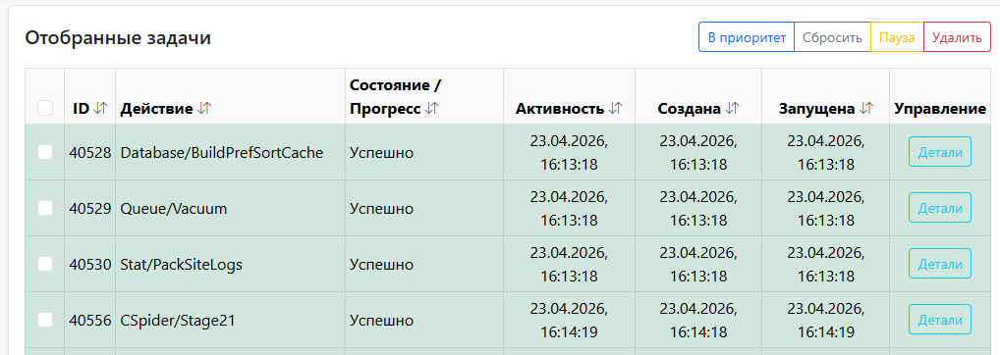 Отобранные задачи
В приоритет Сбросить Пауза Удалить
ID Действие Состояние / Прогресс Активность Создана Запущена Управление
40528 Database/BuildPrefSortCache Успешно 23.04.2026, 16:13:18 23.04.2026, 16:13:18 23.04.2026, 16:13:18 Детали
40529 Queue/Vacuum Успешно 23.04.2026, 16:13:18 23.04.2026, 16:13:18 23.04.2026, 16:13:18 Детали
40530 Stat/PackSiteLogs Успешно 23.04.2026, 16:13:18 23.04.2026, 16:13:18 23.04.2026, 16:13:18 Детали
40556 CSpider/Stage21 Успешно 23.04.2026, 16:14:19 23.04.2026, 16:14:18 23.04.2026, 16:14:19 Детали